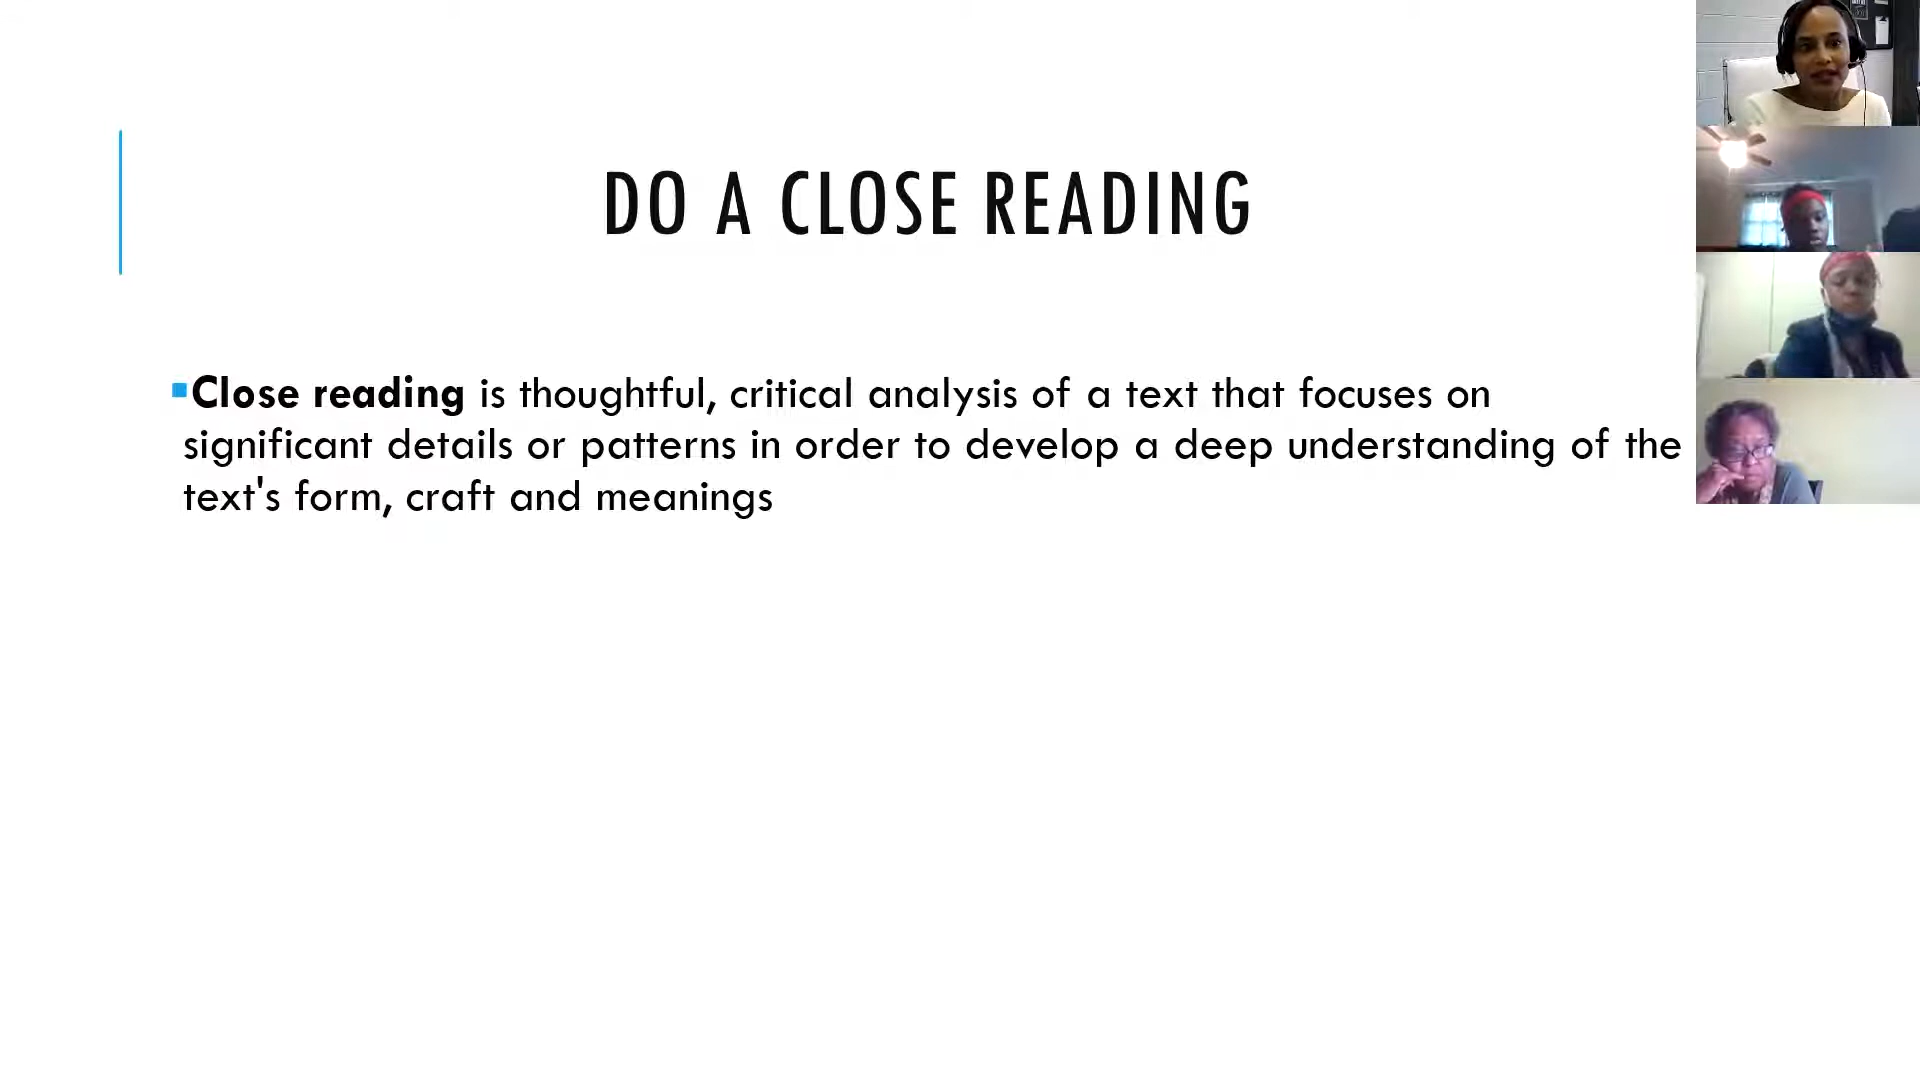 DO A CLOSE READING
▪Close reading is thoughtful, critical analysis of a text that focuses on
significant details or patterns in order to develop a deep understanding of the
text's form, craft and meanings